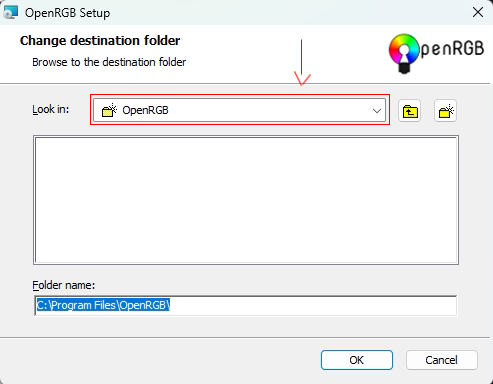 OpenRGB Setup
Change destination folder
Browse to the destination folder
OpenRGB
Look in:
OpenRGB
Folder name:
C:\Program Files\OpenRGB\
OK
Cancel